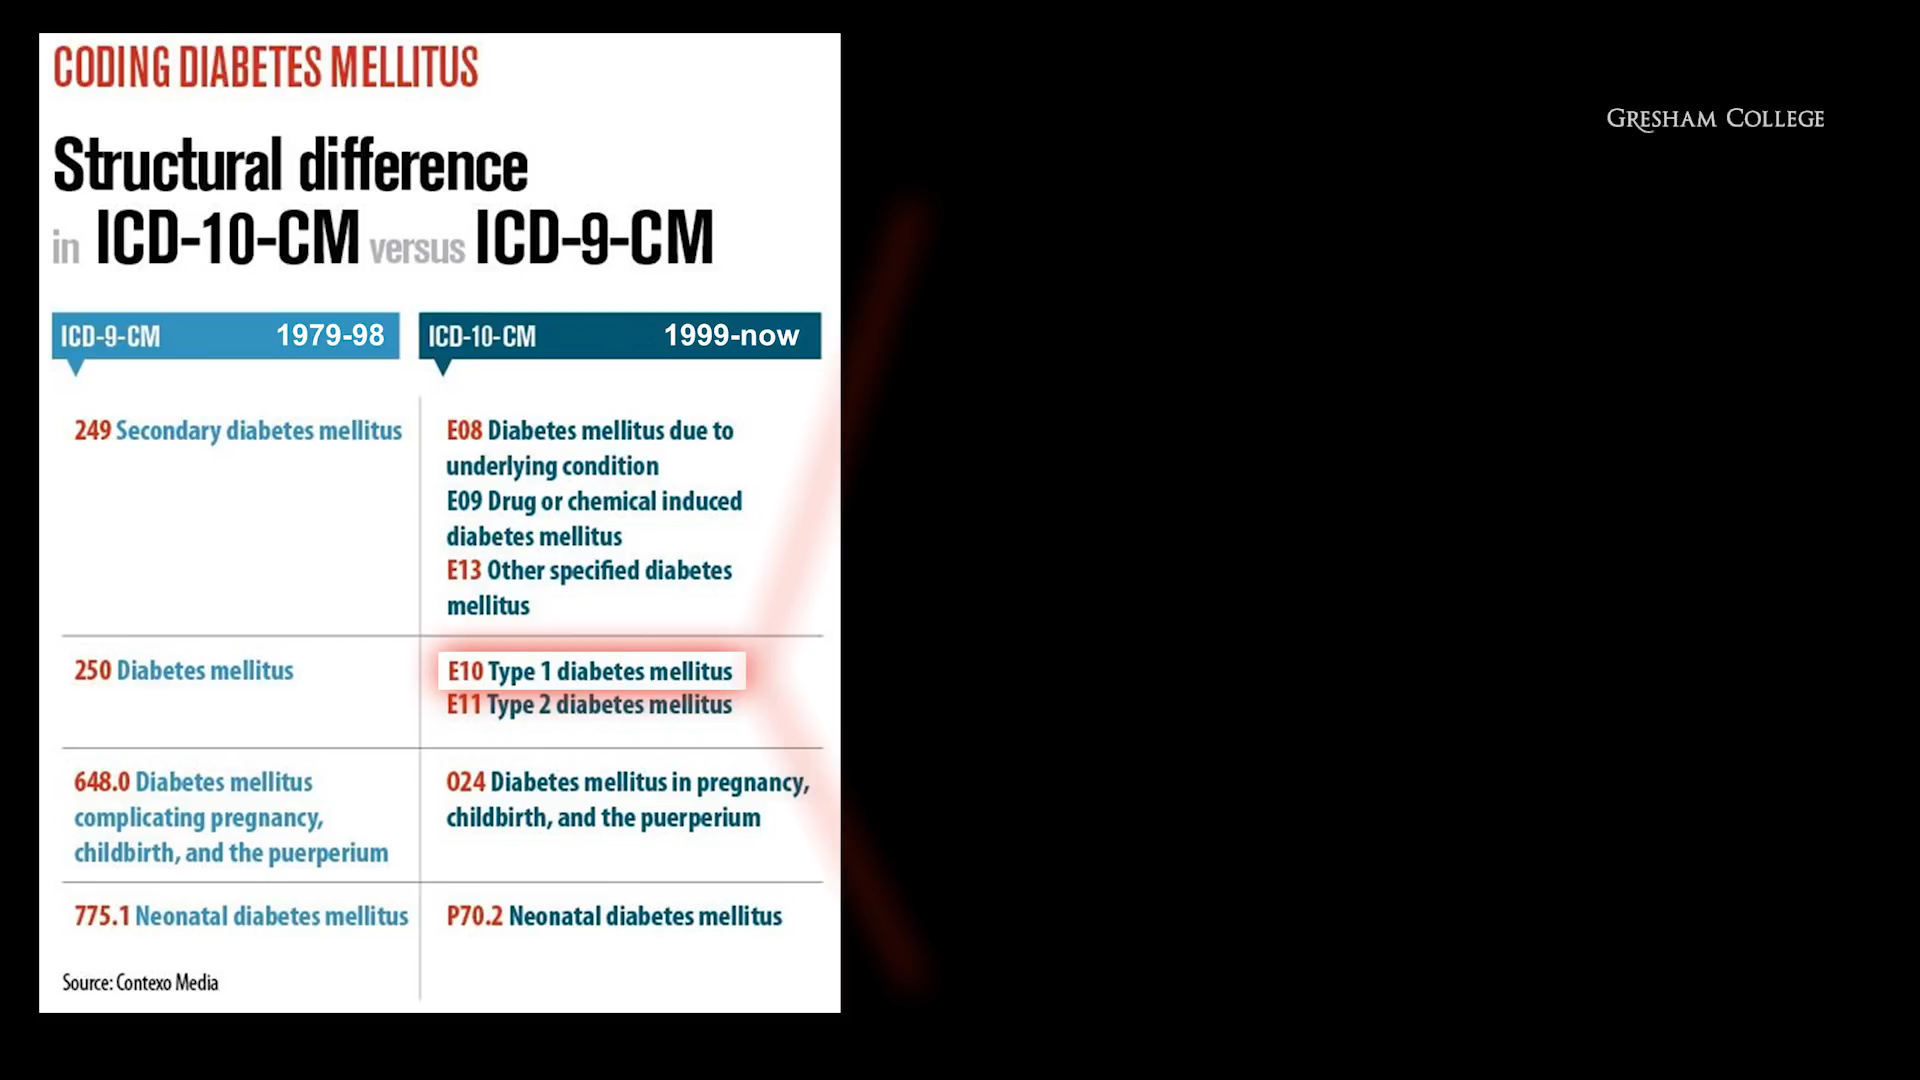 CODING DIABETES MELLITUS
Structural difference
in ICD-10-CM versus ICD-9-CM
GRESHAM COLLEGE
ICD-9-CM 1979-98
ICD-10-CM 1999-now
249 Secondary diabetes mellitus
E08 Diabetes mellitus due to
underlying condition
E09 Drug or chemical induced
diabetes mellitus
E13 Other specified diabetes
mellitus
250 Diabetes mellitus
E10 Type 1 diabetes mellitus
E11 Type 2 diabetes mellitus
648.0 Diabetes mellitus
complicating pregnancy,
childbirth, and the puerperium
O24 Diabetes mellitus in pregnancy,
childbirth, and the puerperium
775.1 Neonatal diabetes mellitus
P70.2 Neonatal diabetes mellitus
Source: Contexo Media